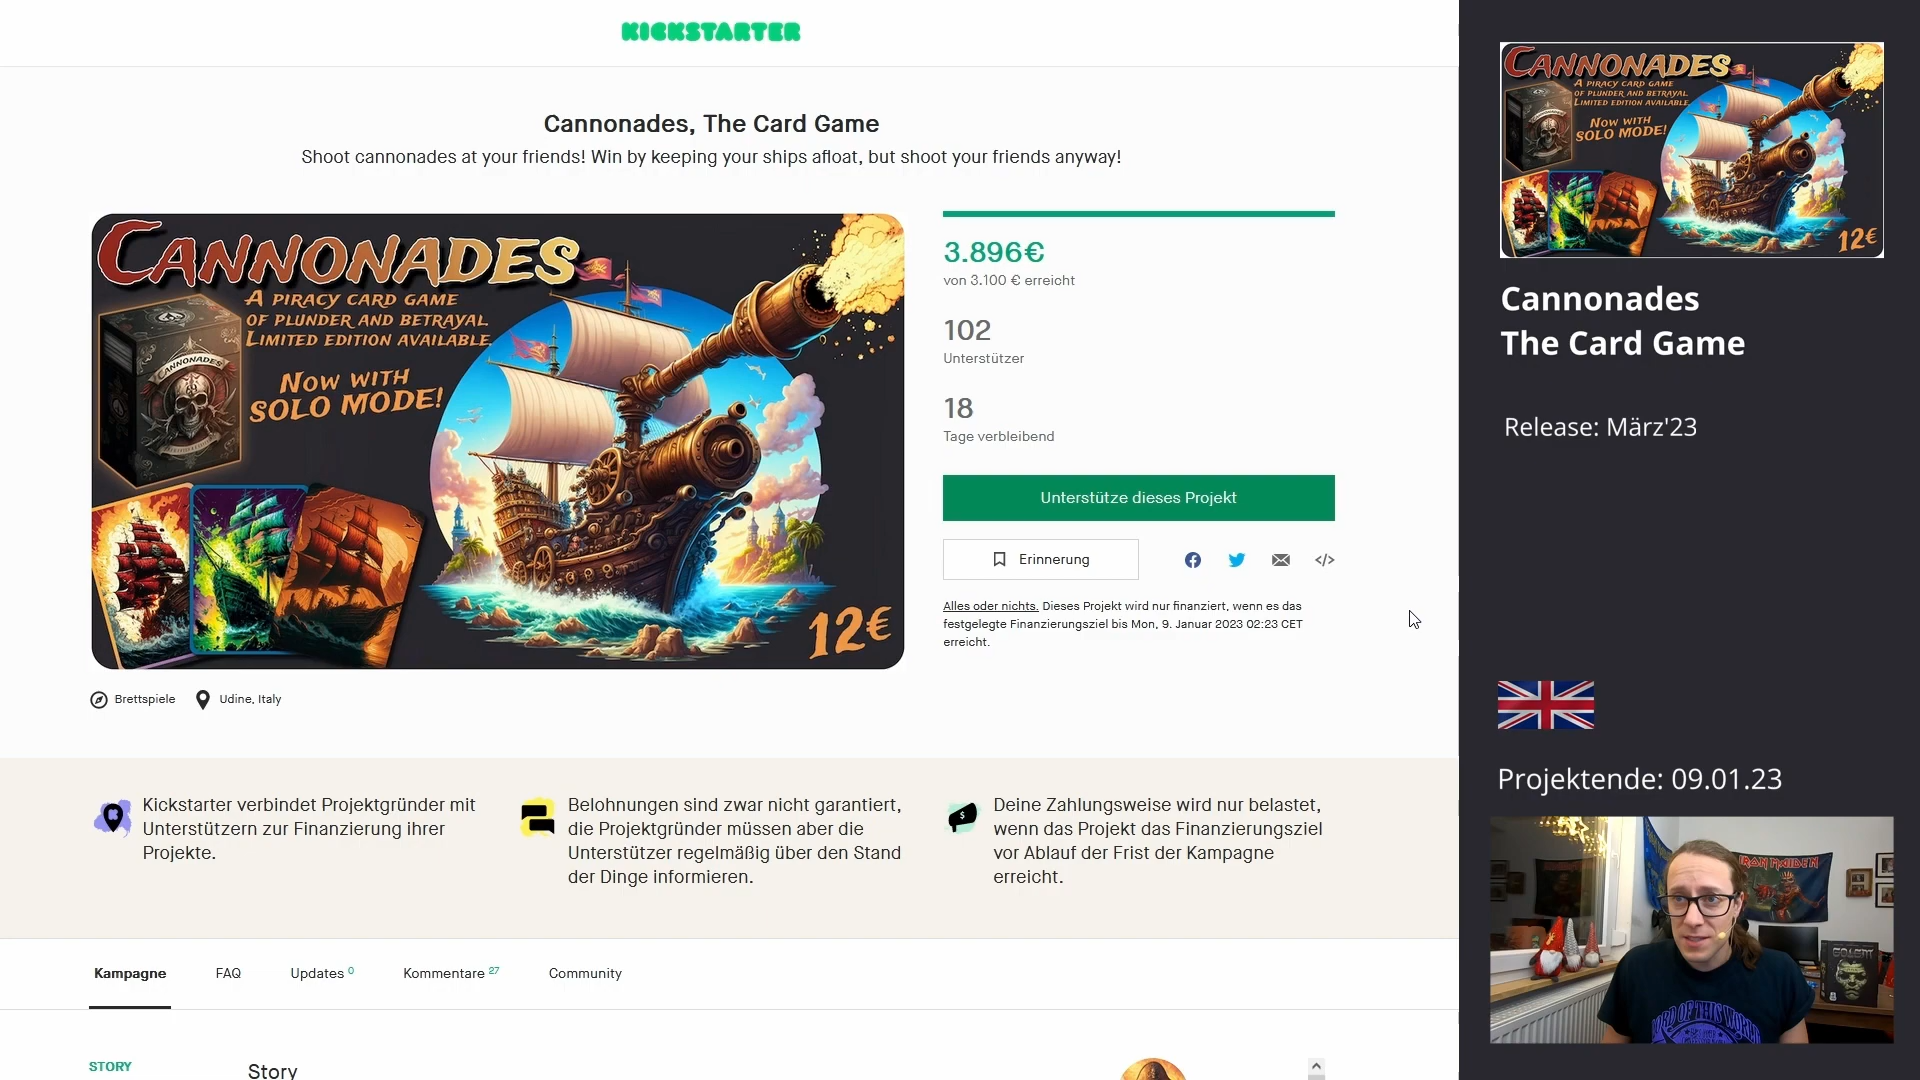 KICKSTARTER
Cannonades, The Card Game
Shoot cannonades at your friends! Win by keeping your ships afloat, but shoot your friends anyway!
CANNONADES
A PIRACY CARD GAME
OF PLUNDER AND BETRAYAL.
LIMITED EDITION AVAILABLE.
NOW WITH
SOLO MODE!
CANNONADES
12€
3.896€
von 3.100 € erreicht
102
Unterstützer
18
Tage verbleibend
Unterstütze dieses Projekt
Erinnerung
</>
Alles oder nichts. Dieses Projekt wird nur finanziert, wenn es das
festgelegte Finanzierungsziel bis Mon, 9. Januar 2023 02:23 CET
erreicht.
Brettspiele
Udine, Italy
Kickstarter verbindet Projektgründer mit
Unterstützern zur Finanzierung ihrer
Projekte.
Belohnungen sind zwar nicht garantiert,
die Projektgründer müssen aber die
Unterstützer regelmäßig über den Stand
der Dinge informieren.
Deine Zahlungsweise wird nur belastet,
wenn das Projekt das Finanzierungsziel
vor Ablauf der Frist der Kampagne
erreicht.
Kampagne
FAQ
Updates 0
Kommentare 27
Community
STORY
Story
CANNONADES
A PIRACY CARD GAME
OF PLUNDER AND BETRAYAL.
LIMITED EDITION AVAILABLE.
NOW WITH
SOLO MODE!
12€
Cannonades
The Card Game
Release: März'23
Projektende: 09.01.23
IRON MAIDEN
GOLEM